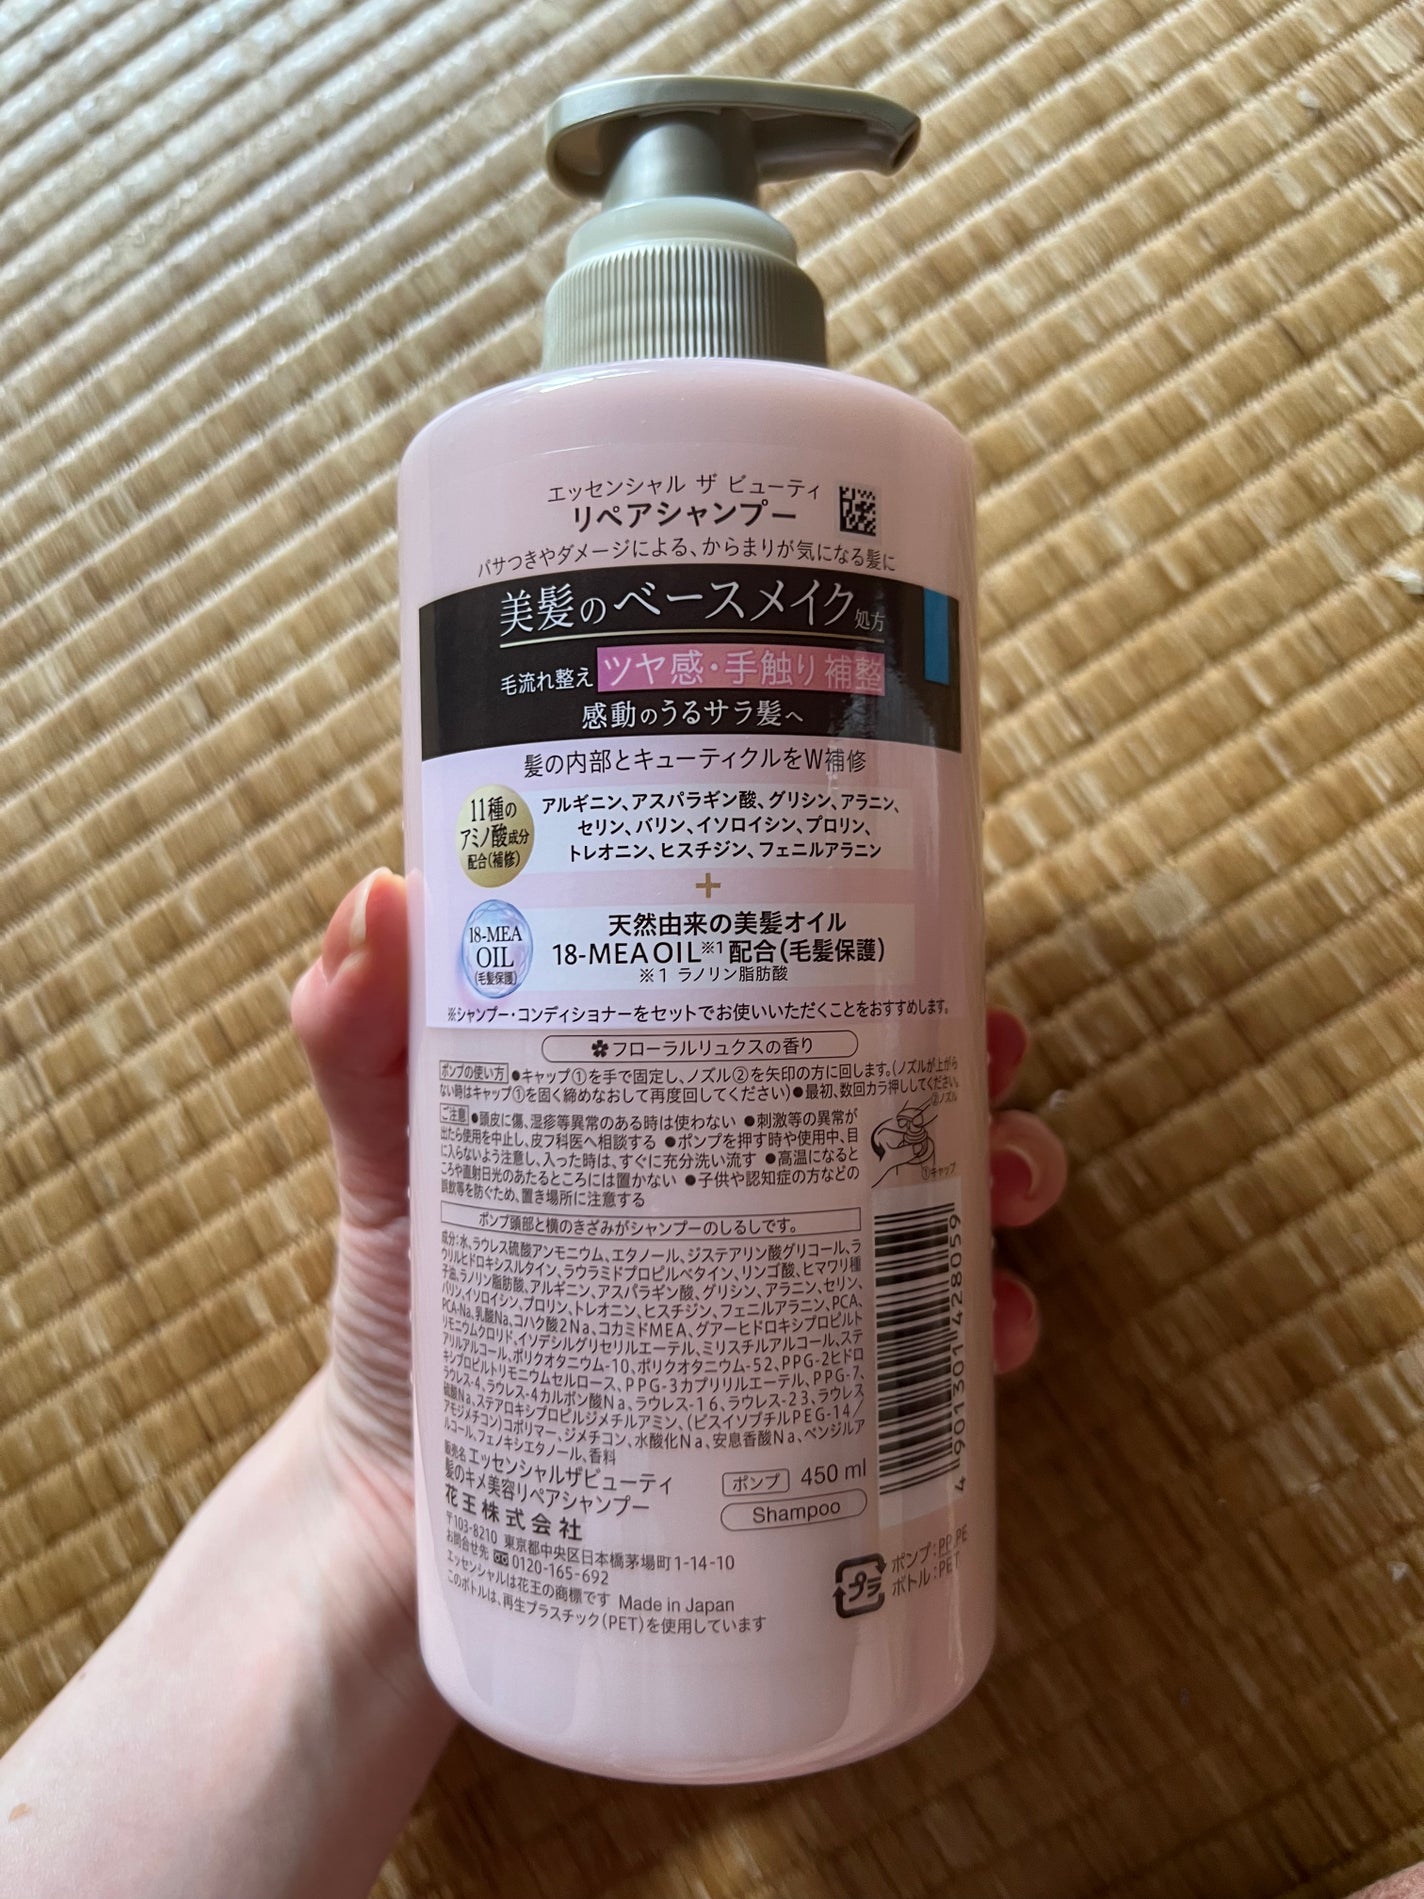 エッセンシャル ザ ビューティ
リペアシャンプー
パサつきやダメージによる、からまりが気になる髪に
美髪のベースメイク処方
毛流れ整え ツヤ感・手触り 補整
感動のうるサラ髪へ
髪の内部とキューティクルをW補修
11種の
アミノ酸成分
配合(補修)
アルギニン、アスパラギン酸、グリシン、アラニン、
セリン、バリン、イソロイシン、プロリン、
トレオニン、ヒスチジン、フェニルアラニン
+
18-MEA
OIL
(毛髪保護)
天然由来の美髪オイル
18-MEA OIL※1 配合(毛髪保護)
※1 ラノリン脂肪酸
※シャンプー・コンディショナーをセットでお使いいただくことをおすすめします。
フローラルリュクスの香り
ポンプの使い方 ●キャップ①を手で固定し、ノズル②を矢印の方に回します。(ノズルが上がら
ない時はキャップ①を固く締めなおして再度回してください)●最初、数回カラ押ししてください。
②ノズル
①キャップ
ご注意 ●頭皮に傷、湿疹等異常のある時は使わない ●刺激等の異常が
出たら使用を中止し、皮フ科医へ相談する ●ポンプを押す時や使用中、目
に入らないよう注意し、入った時は、すぐに充分洗い流す ●高温になると
ころや直射日光のあたるところには置かない ●子供や認知症の方などの
誤飲等を防ぐため、置き場所に注意する
ポンプ頭部と横のきざみがシャンプーのしるしです。
成分:水、ラウレス硫酸アンモニウム、エタノール、ジステアリン酸グリコール、ラ
ウリルヒドロキシスルタイン、ラウラミドプロピルベタイン、リンゴ酸、ヒマワリ種
子油、ラノリン脂肪酸、アルギニン、アスパラギン酸、グリシン、アラニン、セリン、
バリン、イソロイシン、プロリン、トレオニン、ヒスチジン、フェニルアラニン、PCA、
PCA-Na、乳酸Na、コハク酸2Na、コカミドMEA、グアーヒドロキシプロピルト
リモニウムクロリド、イソデシルグリセリルエーテル、ミリスチルアルコール、ステ
アリルアルコール、ポリクオタニウム-10、ポリクオタニウム-52、PPG-2ヒドロ
キシプロピルトリモニウムセルロース、PPG-3カプリリルエーテル、PPG-7、
ラウレス-4、ラウレス-4カルボン酸Na、ラウレス-16、ラウレス-23、ラウレス
硫酸Na、ステアロキシプロピルジメチルアミン、(ビスイソブチルPEG-14/
アモジメチコン)コポリマー、ジメチコン、水酸化Na、安息香酸Na、ベンジルア
ルコール、フェノキシエタノール、香料
4 901301 428059
販売名 エッセンシャルザビューティ
髪のキメ美容リペアシャンプー
ポンプ 450 ml
Shampoo
花王株式会社
〒103-8210 東京都中央区日本橋茅場町1-14-10
お問合せ先 0120-165-692
エッセンシャルは花王の商標です Made in Japan
このボトルは、再生プラスチック(PET)を使用しています
プラ
ポンプ:PP,PE
ボトル:PET